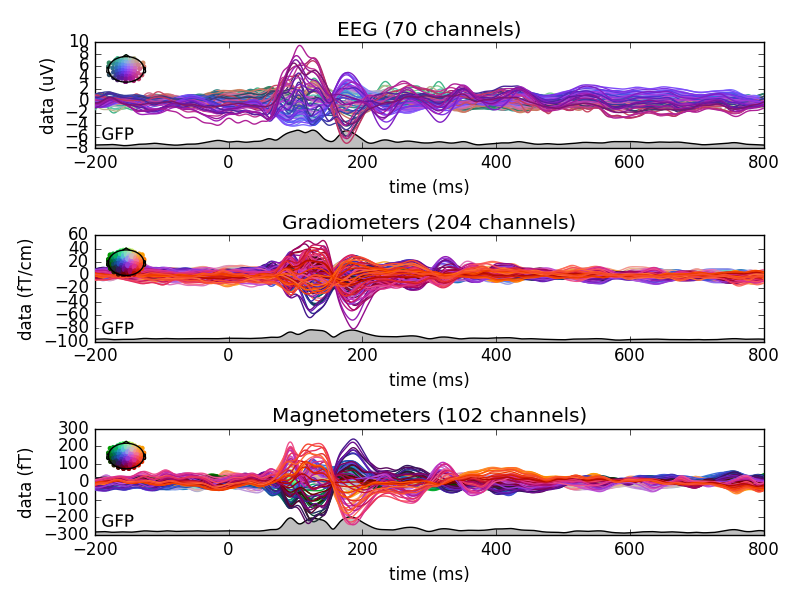 EEG (70 channels)
data (uV)
10
8
6
4
2
0
−2
−4
−6
−8
GFP
−200 0 200 400 600 800
time (ms)
Gradiometers (204 channels)
data (fT/cm)
60
40
20
0
−20
−40
−60
−80
−100
GFP
−200 0 200 400 600 800
time (ms)
Magnetometers (102 channels)
data (fT)
300
200
100
0
−100
−200
−300
GFP
−200 0 200 400 600 800
time (ms)